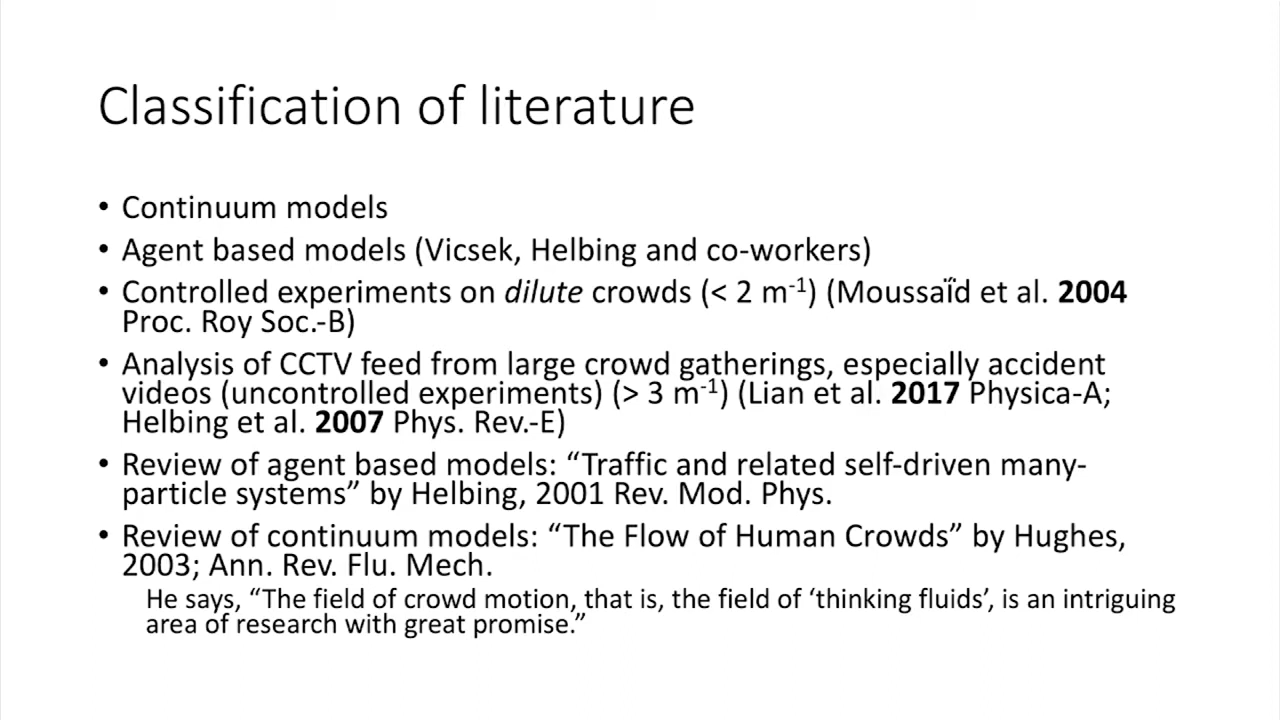 Classification of literature
• Continuum models
• Agent based models (Vicsek, Helbing and co-workers)
• Controlled experiments on dilute crowds (< 2 m⁻¹) (Moussaïd et al. 2004
Proc. Roy Soc.-B)
• Analysis of CCTV feed from large crowd gatherings, especially accident
videos (uncontrolled experiments) (> 3 m⁻¹) (Lian et al. 2017 Physica-A;
Helbing et al. 2007 Phys. Rev.-E)
• Review of agent based models: “Traffic and related self-driven many-
particle systems” by Helbing, 2001 Rev. Mod. Phys.
• Review of continuum models: “The Flow of Human Crowds” by Hughes,
2003; Ann. Rev. Flu. Mech.
He says, “The field of crowd motion, that is, the field of ‘thinking fluids’, is an intriguing
area of research with great promise.”